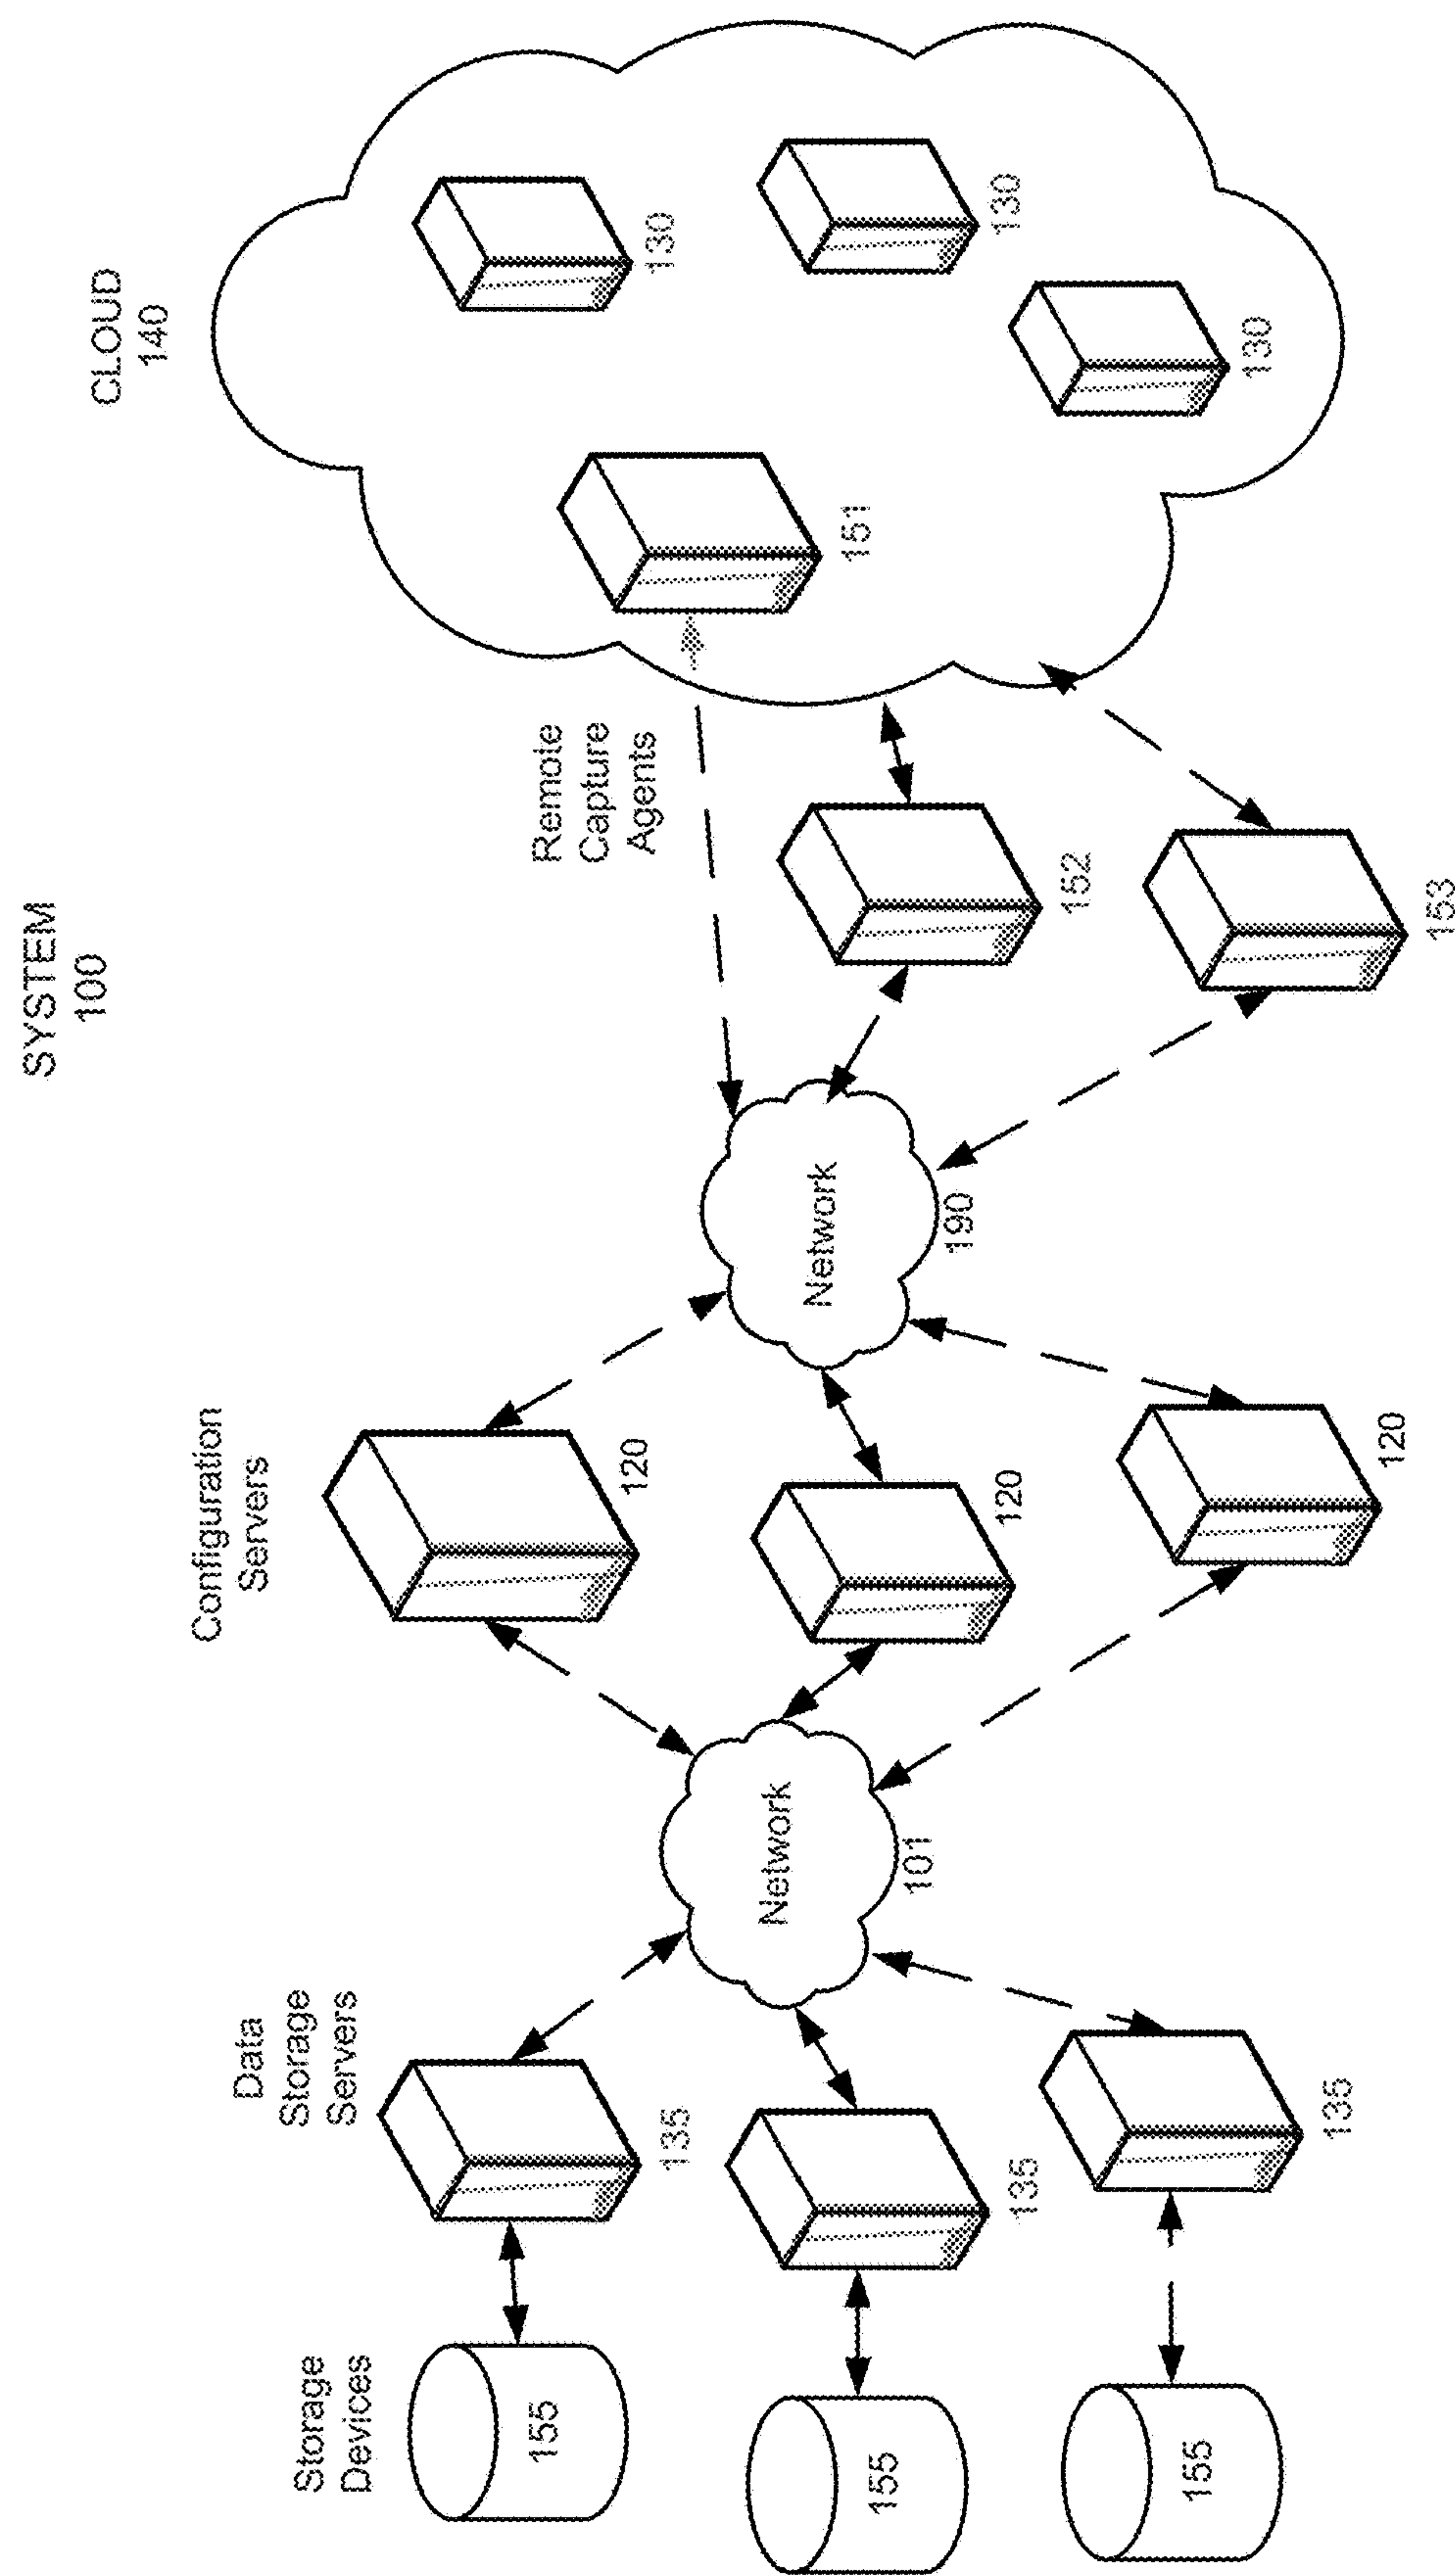 SYSTEM
100
Storage
Devices
155
155
155
Data
Storage
Servers
135
135
135
Network
101
Configuration
Servers
120
120
120
Network
190
Remote
Capture
Agents
151
152
153
CLOUD
140
130
130
130